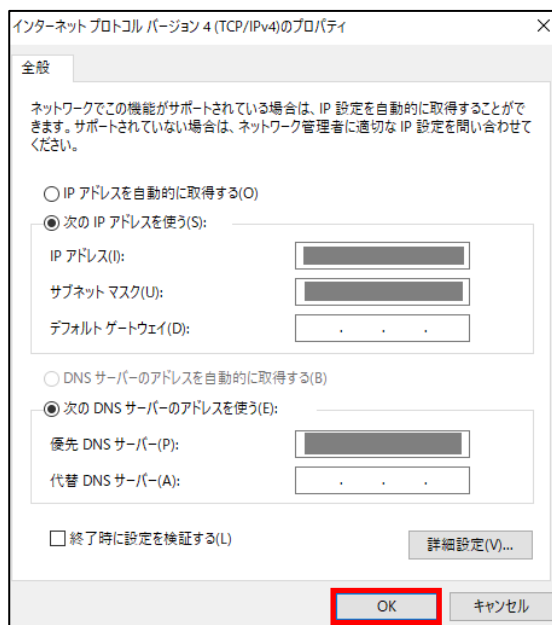 インターネット プロトコル バージョン 4 (TCP/IPv4)のプロパティ
全般
ネットワークでこの機能がサポートされている場合は、IP 設定を自動的に取得することがで
きます。サポートされていない場合は、ネットワーク管理者に適切な IP 設定を問い合わせて
ください。
IP アドレスを自動的に取得する(O)
次の IP アドレスを使う(S):
IP アドレス(I):
サブネット マスク(U):
デフォルト ゲートウェイ(D):
DNS サーバーのアドレスを自動的に取得する(B)
次の DNS サーバーのアドレスを使う(E):
優先 DNS サーバー(P):
代替 DNS サーバー(A):
終了時に設定を検証する(L)
詳細設定(V)...
OK
キャンセル